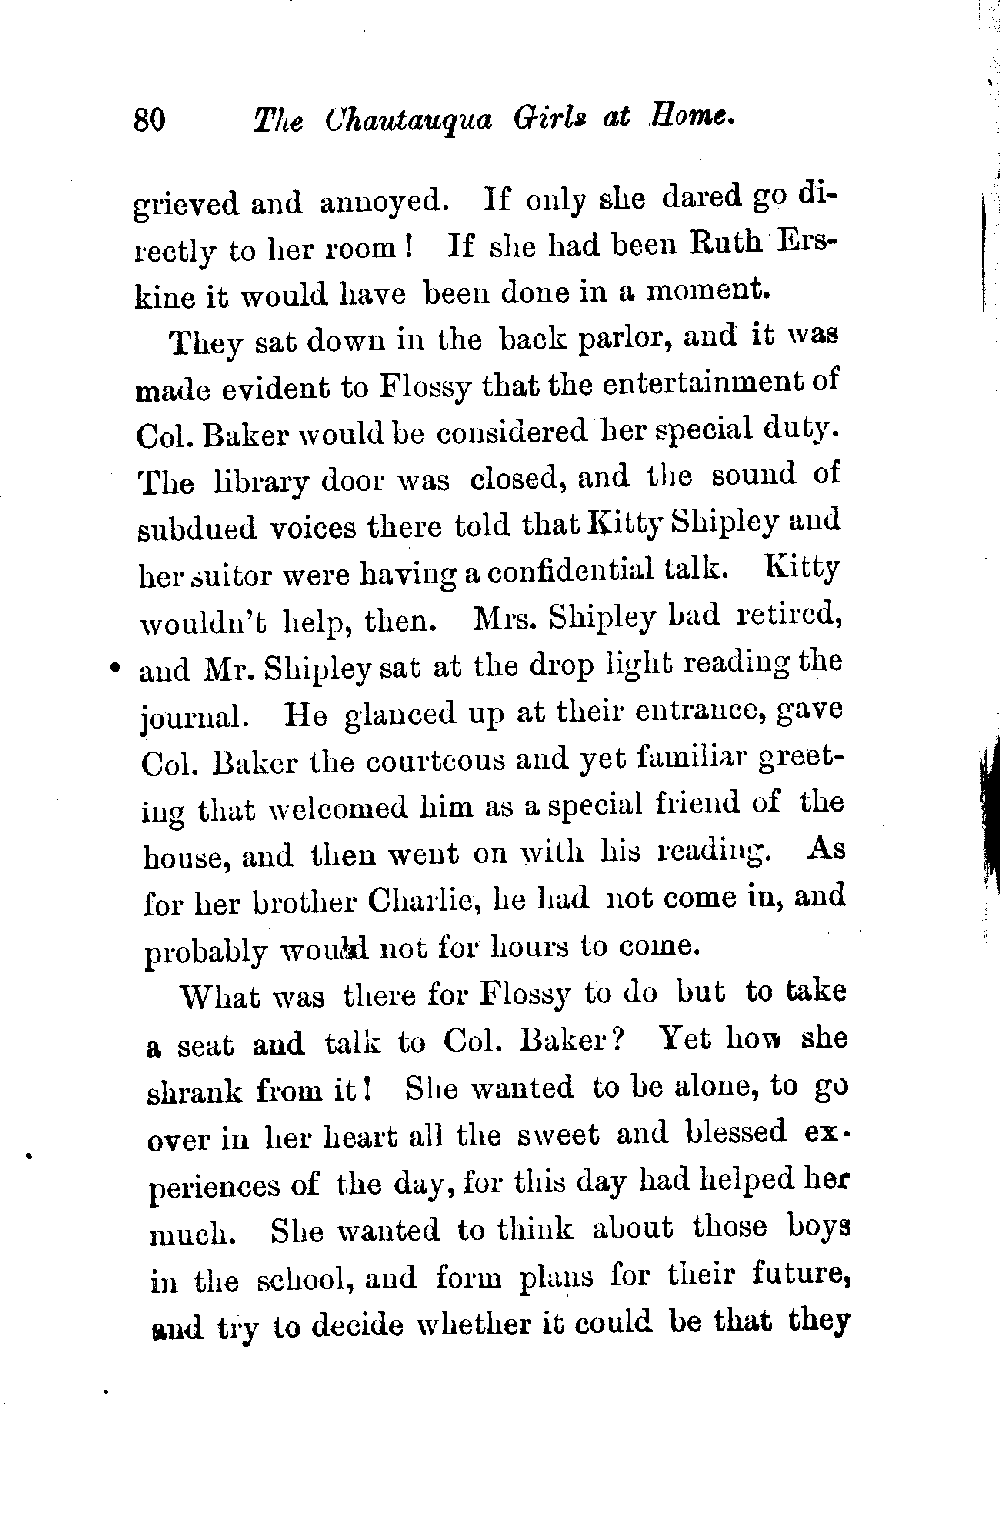 80 The Chautauqua Girls at Home.
grieved and annoyed. If only she dared go di-
rectly to her room! If she had been Ruth Ers-
kine it would have been done in a moment.
They sat down in the back parlor, and it was
made evident to Flossy that the entertainment of
Col. Baker would be considered her special duty.
The library door was closed, and the sound of
subdued voices there told that Kitty Shipley and
her suitor were having a confidential talk. Kitty
wouldn't help, then. Mrs. Shipley had retired,
and Mr. Shipley sat at the drop light reading the
journal. He glanced up at their entrance, gave
Col. Baker the courteous and yet familiar greet-
ing that welcomed him as a special friend of the
house, and then went on with his reading. As
for her brother Charlie, he had not come in, and
probably would not for hours to come.
What was there for Flossy to do but to take
a seat and talk to Col. Baker? Yet how she
shrank from it! She wanted to be alone, to go
over in her heart all the sweet and blessed ex-
periences of the day, for this day had helped her
much. She wanted to think about those boys
in the school, and form plans for their future,
and try to decide whether it could be that they